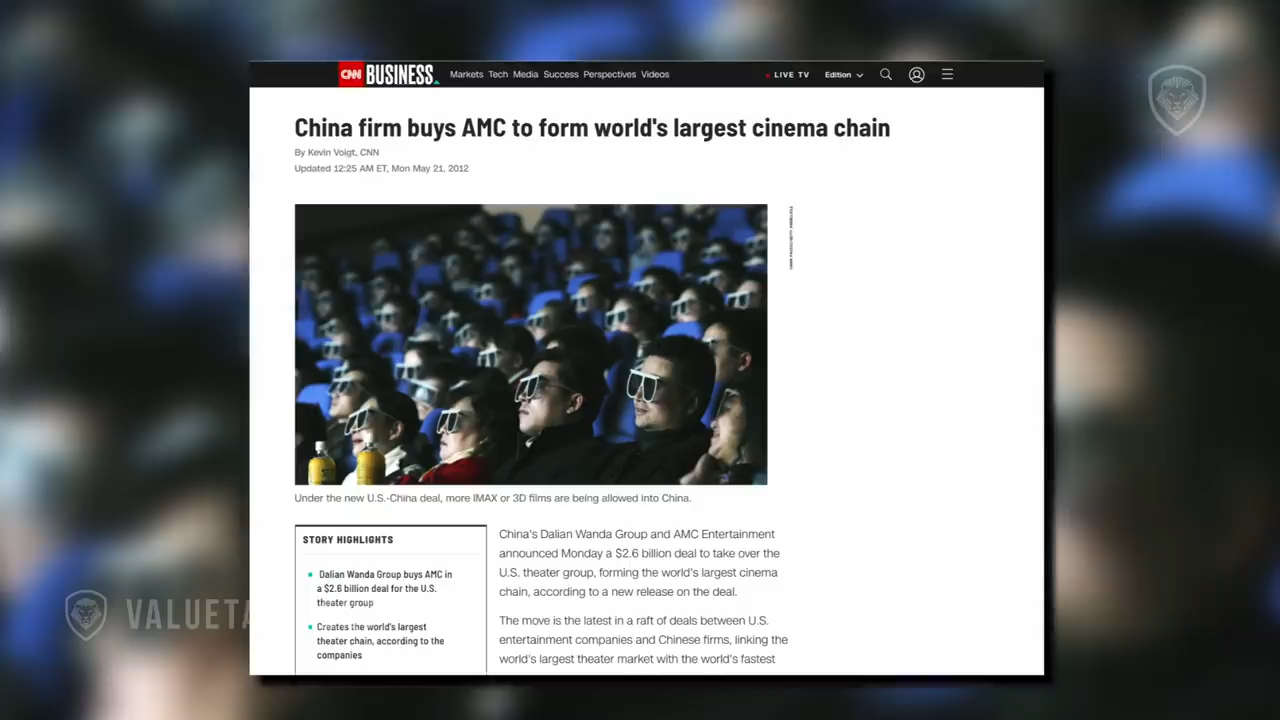 CNN BUSINESS Markets Tech Media Success Perspectives Videos LIVE TV Edition
China firm buys AMC to form world's largest cinema chain
By Kevin Voigt, CNN
Updated 12:25 AM ET, Mon May 21, 2012
Under the new U.S.-China deal, more IMAX or 3D films are being allowed into China.
STORY HIGHLIGHTS
Dalian Wanda Group buys AMC in
a $2.6 billion deal for the U.S.
theater group
Creates the world's largest
theater chain, according to the
companies
China's Dalian Wanda Group and AMC Entertainment
announced Monday a $2.6 billion deal to take over the
U.S. theater group, forming the world's largest cinema
chain, according to a new release on the deal.
The move is the latest in a raft of deals between U.S.
entertainment companies and Chinese firms, linking the
world's largest theater market with the world's fastest
VALUETA